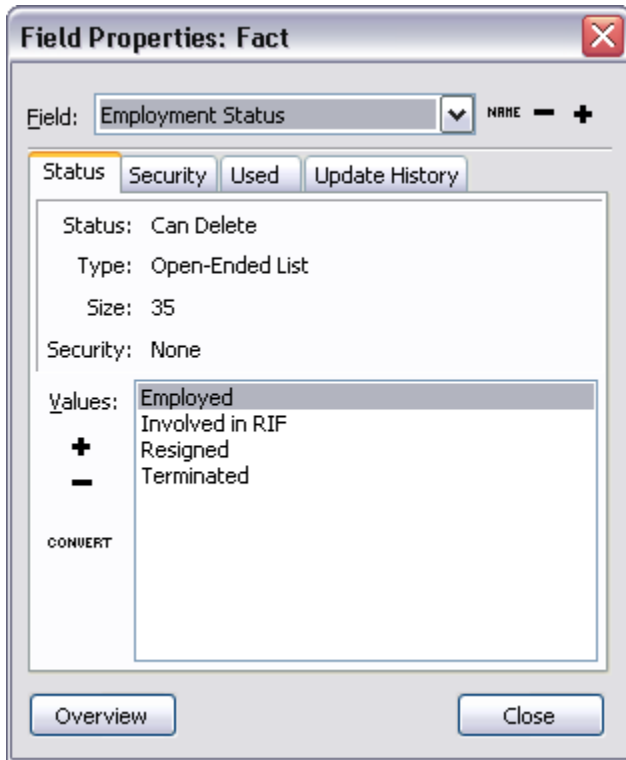 Field Properties: Fact
Field: Employment Status NAME
Status Security Used Update History
Status: Can Delete
Type: Open-Ended List
Size: 35
Security: None
Values: Employed
Involved in RIF
Resigned
Terminated
CONVERT
Overview Close